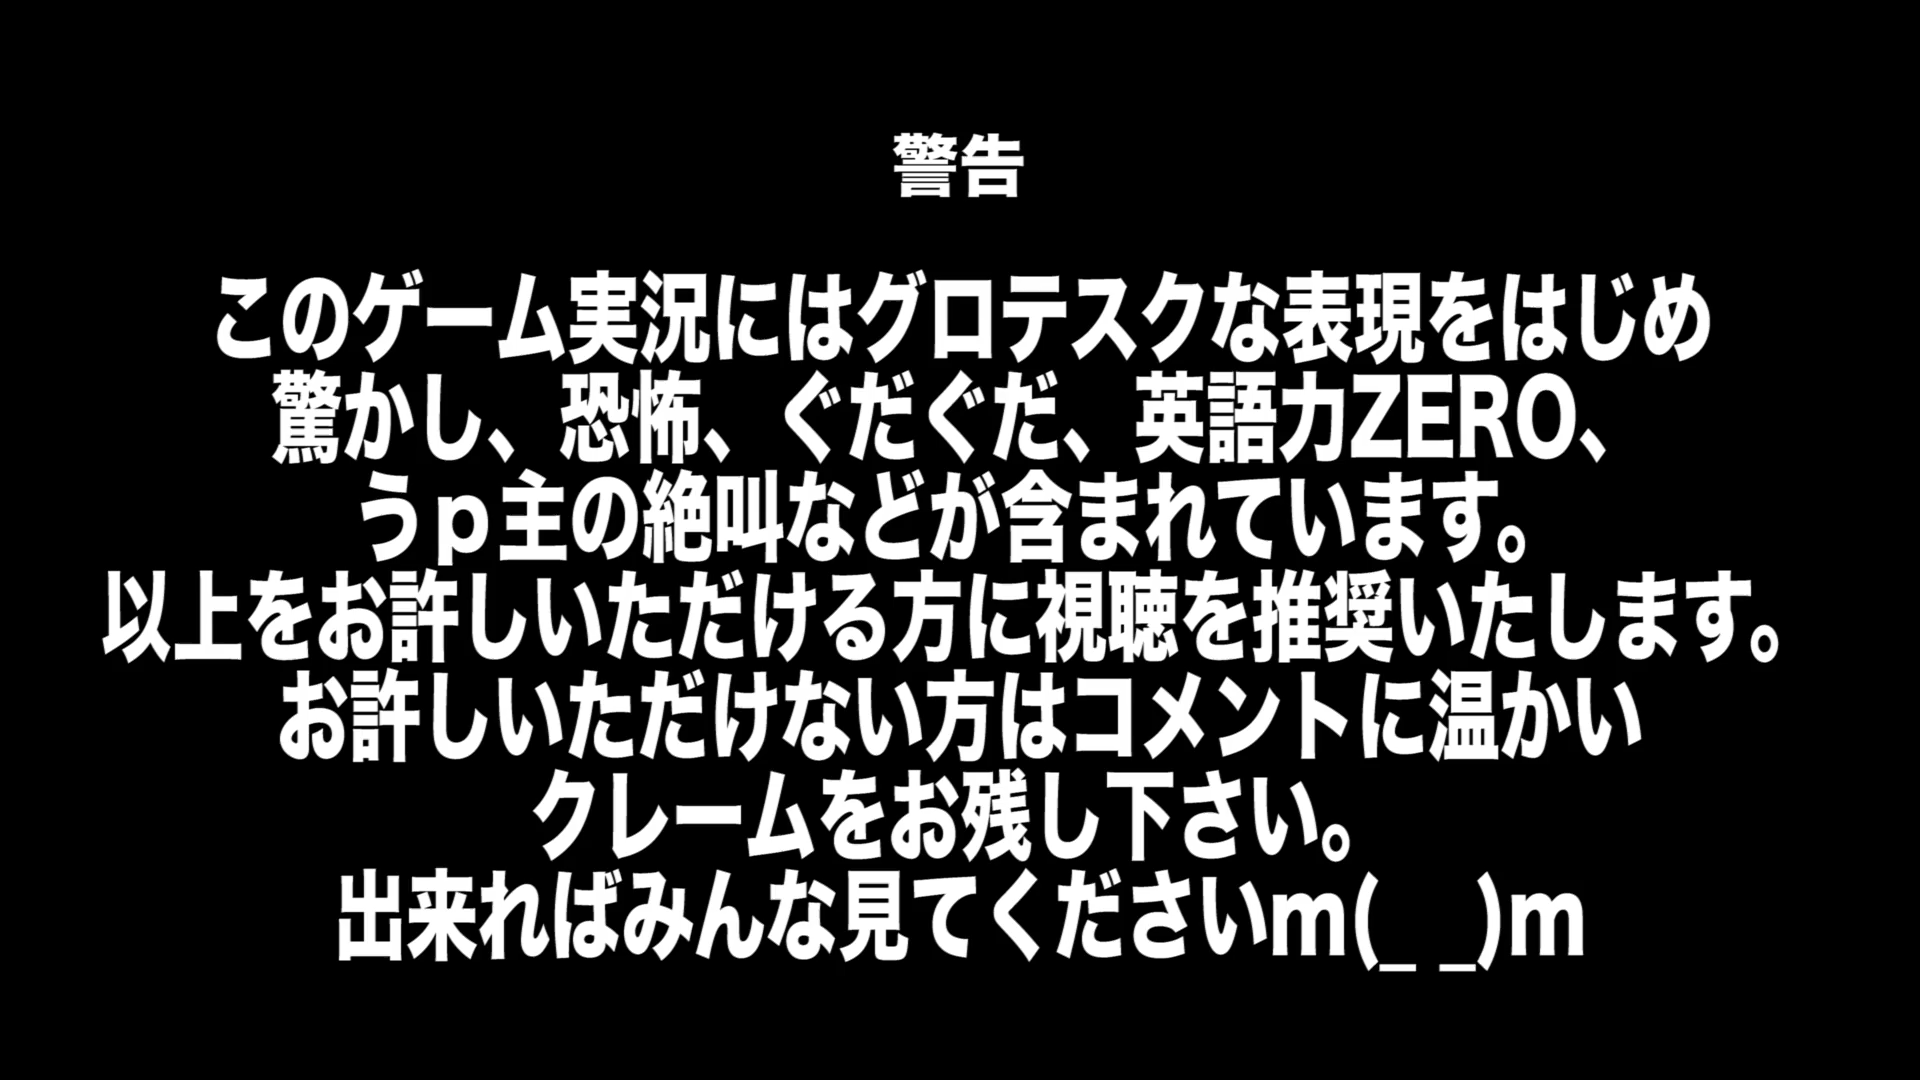 警告
このゲーム実況にはグロテスクな表現をはじめ
驚かし、恐怖、ぐだぐだ、英語力ZERO、
うｐ主の絶叫などが含まれています。
以上をお許しいただける方に視聴を推奨いたします。
お許しいただけない方はコメントに温かい
クレームをお残し下さい。
出来ればみんな見てくださいm(_ _)m